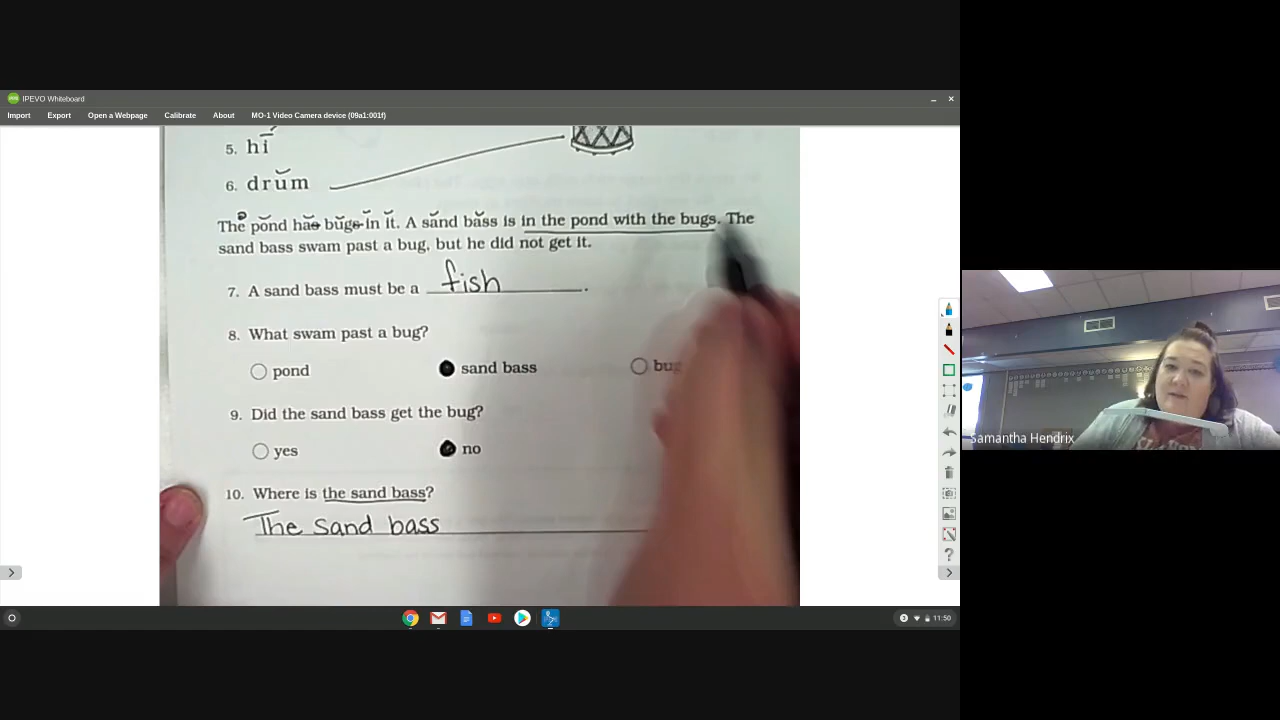 IPEVO Whiteboard
Import Export Open a Webpage Calibrate About MO-1 Video Camera device (09a1:001f)
5. hī
6. drŭm
The pond has bugs in it. A sand bass is in the pond with the bugs. The
sand bass swam past a bug, but he did not get it.
7. A sand bass must be a fish.
8. What swam past a bug?
pond sand bass bug
9. Did the sand bass get the bug?
yes no
10. Where is the sand bass?
The sand bass
Samantha Hendrix
11:50